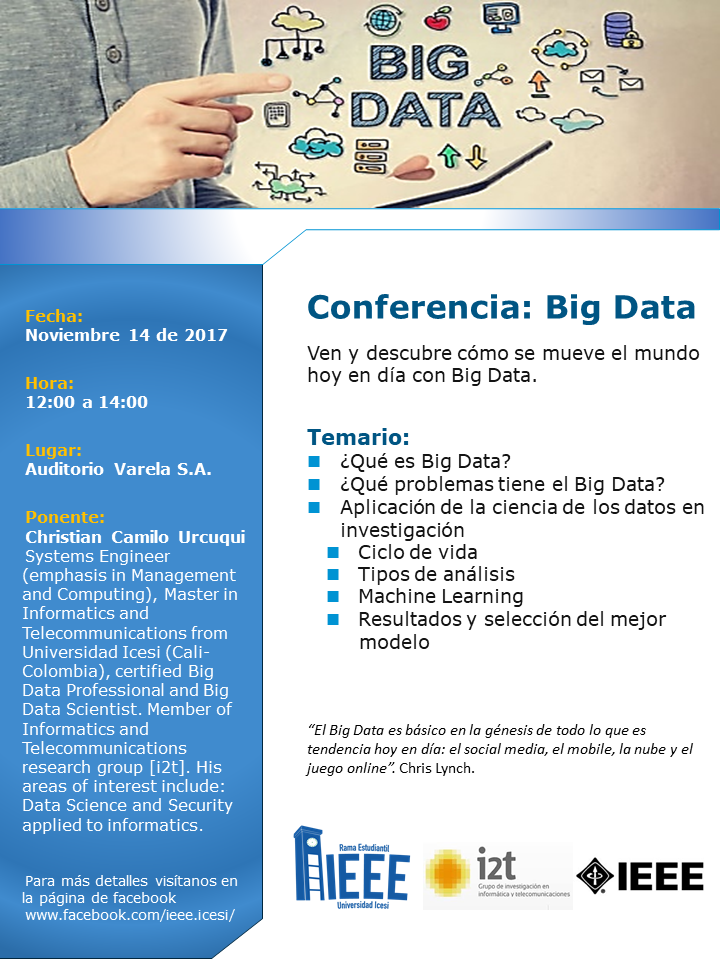 BIG
DATA
Fecha:
Noviembre 14 de 2017
Hora:
12:00 a 14:00
Lugar:
Auditorio Varela S.A.
Ponente:
Christian Camilo Urcuqui
Systems Engineer
(emphasis in Management
and Computing), Master in
Informatics and
Telecommunications from
Universidad Icesi (Cali-
Colombia), certified Big
Data Professional and Big
Data Scientist. Member of
Informatics and
Telecommunications
research group [i2t]. His
areas of interest include:
Data Science and Security
applied to informatics.
Para más detalles visítanos en
la página de facebook
www.facebook.com/ieee.icesi/
Conferencia: Big Data
Ven y descubre cómo se mueve el mundo
hoy en día con Big Data.
Temario:
¿Qué es Big Data?
¿Qué problemas tiene el Big Data?
Aplicación de la ciencia de los datos en
investigación
Ciclo de vida
Tipos de análisis
Machine Learning
Resultados y selección del mejor
modelo
“El Big Data es básico en la génesis de todo lo que es
tendencia hoy en día: el social media, el mobile, la nube y el
juego online”. Chris Lynch.
Rama Estudiantil
IEEE
Universidad Icesi
i2t
Grupo de investigación en
informática y telecomunicaciones
IEEE